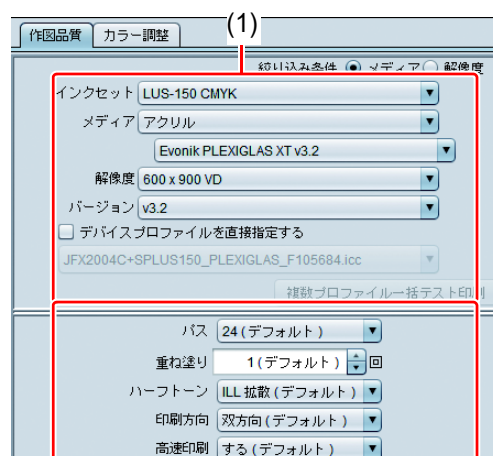 (1)
作図品質 カラー調整
絞り込み条件 メディア 解像度
インクセット LUS-150 CMYK
メディア アクリル
Evonik PLEXIGLAS XT v3.2
解像度 600 x 900 VD
バージョン v3.2
デバイスプロファイルを直接指定する
JFX2004C+SPLUS150_PLEXIGLAS_F105684.icc
複数プロファイル一括テスト印刷
パス 24 (デフォルト)
重ね塗り 1 (デフォルト) 回
ハーフトーン ILL 拡散 (デフォルト)
印刷方向 双方向 (デフォルト)
高速印刷 する (デフォルト)